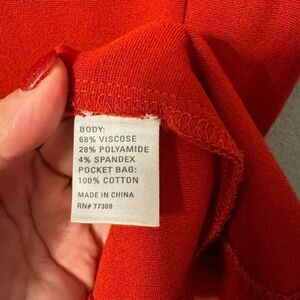 BODY:
68% VISCOSE
28% POLYAMIDE
4% SPANDEX
POCKET BAG:
100% COTTON
MADE IN CHINA
RN# 77388